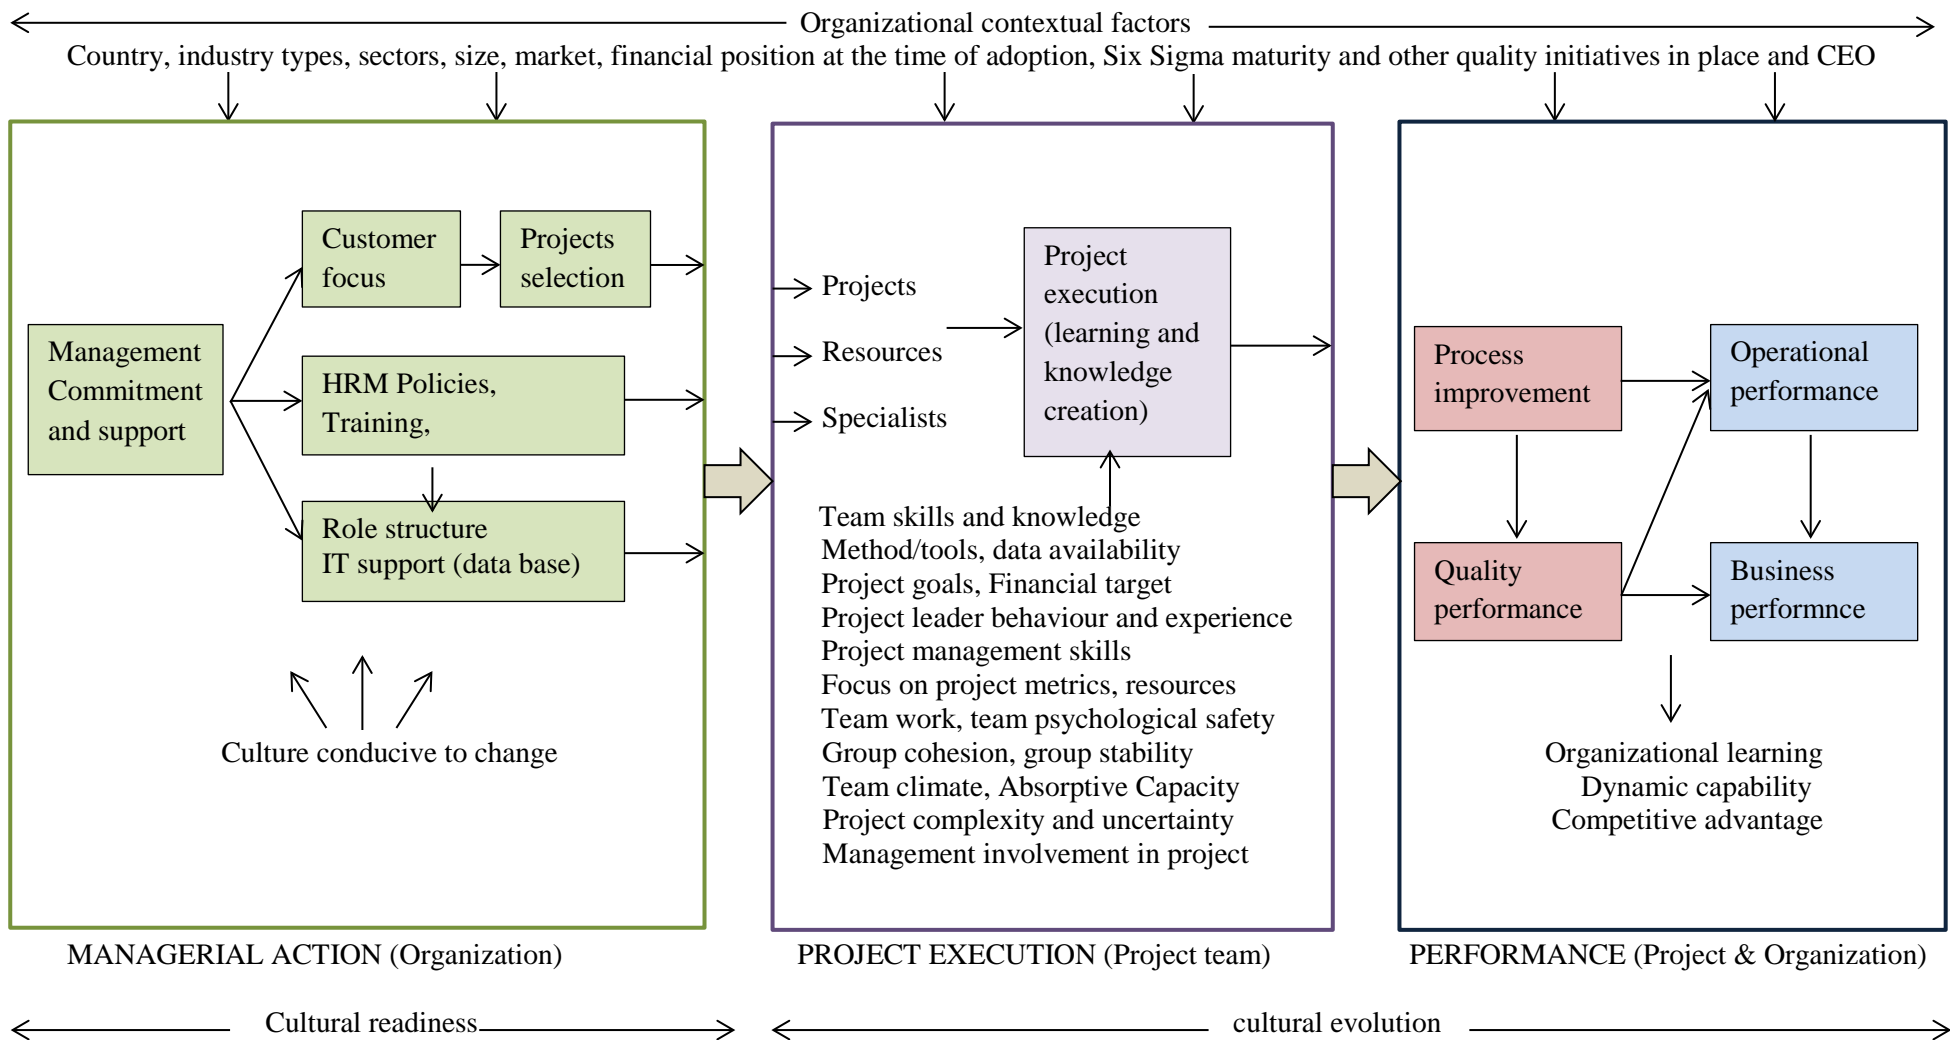 Organizational contextual factors
Country, industry types, sectors, size, market, financial position at the time of adoption, Six Sigma maturity and other quality initiatives in place and CEO
Management
Commitment
and support
Customer
focus
Projects
selection
HRM Policies,
Training,
Role structure
IT support (data base)
Culture conducive to change
Projects
Resources
Specialists
Project
execution
(learning and
knowledge
creation)
Team skills and knowledge
Method/tools, data availability
Project goals, Financial target
Project leader behaviour and experience
Project management skills
Focus on project metrics, resources
Team work, team psychological safety
Group cohesion, group stability
Team climate, Absorptive Capacity
Project complexity and uncertainty
Management involvement in project
Process
improvement
Operational
performance
Quality
performance
Business
performnce
Organizational learning
Dynamic capability
Competitive advantage
MANAGERIAL ACTION (Organization)
PROJECT EXECUTION (Project team)
PERFORMANCE (Project & Organization)
Cultural readiness
cultural evolution